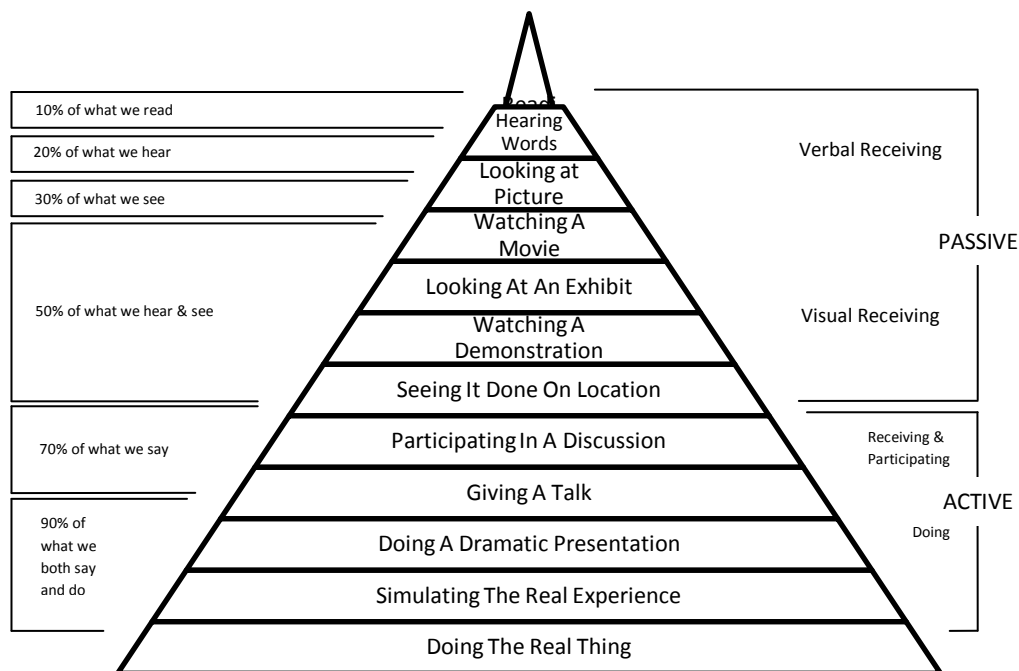 10% of what we read
20% of what we hear
30% of what we see
50% of what we hear & see
70% of what we say
90% of
what we
both say
and do
Hearing
Words
Looking at
Picture
Watching A
Movie
Looking At An Exhibit
Watching A
Demonstration
Seeing It Done On Location
Participating In A Discussion
Giving A Talk
Doing A Dramatic Presentation
Simulating The Real Experience
Doing The Real Thing
Verbal Receiving
Visual Receiving
PASSIVE
Receiving &
Participating
Doing
ACTIVE